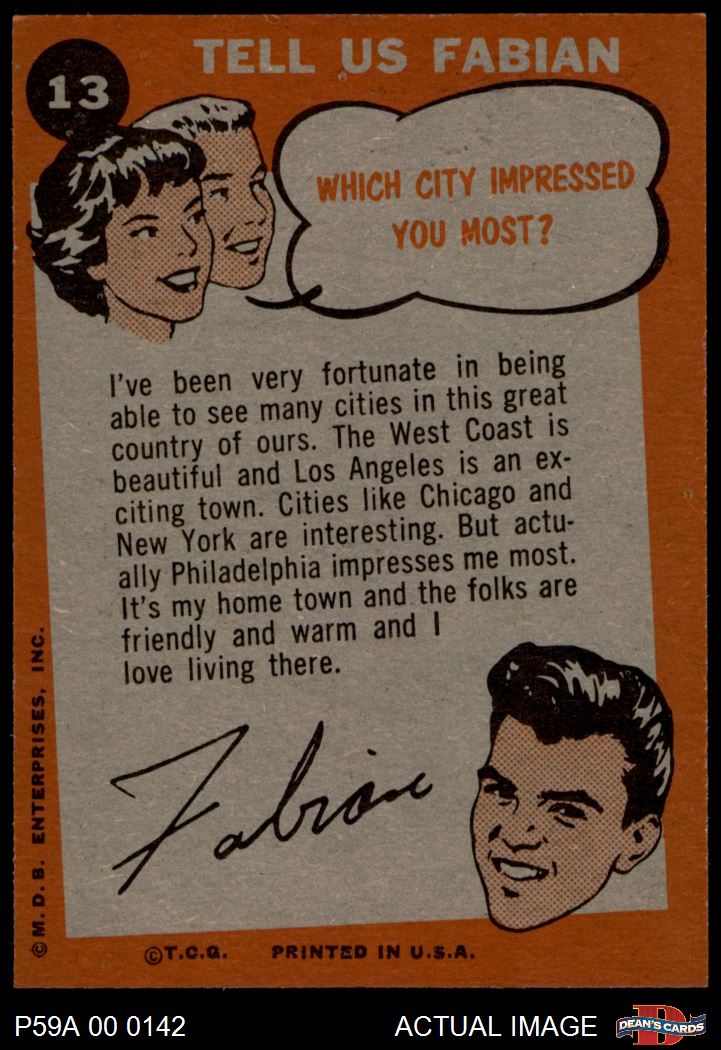 13
TELL US FABIAN
WHICH CITY IMPRESSED
YOU MOST?
I've been very fortunate in being
able to see many cities in this great
country of ours. The West Coast is
beautiful and Los Angeles is an ex-
citing town. Cities like Chicago and
New York are interesting. But actu-
ally Philadelphia impresses me most.
It's my home town and the folks are
friendly and warm and I
love living there.
Fabian
©M. D. B. ENTERPRISES, INC.
©T.C.G. PRINTED IN U.S.A.
P59A 00 0142
ACTUAL IMAGE
D
DEAN'S CARDS